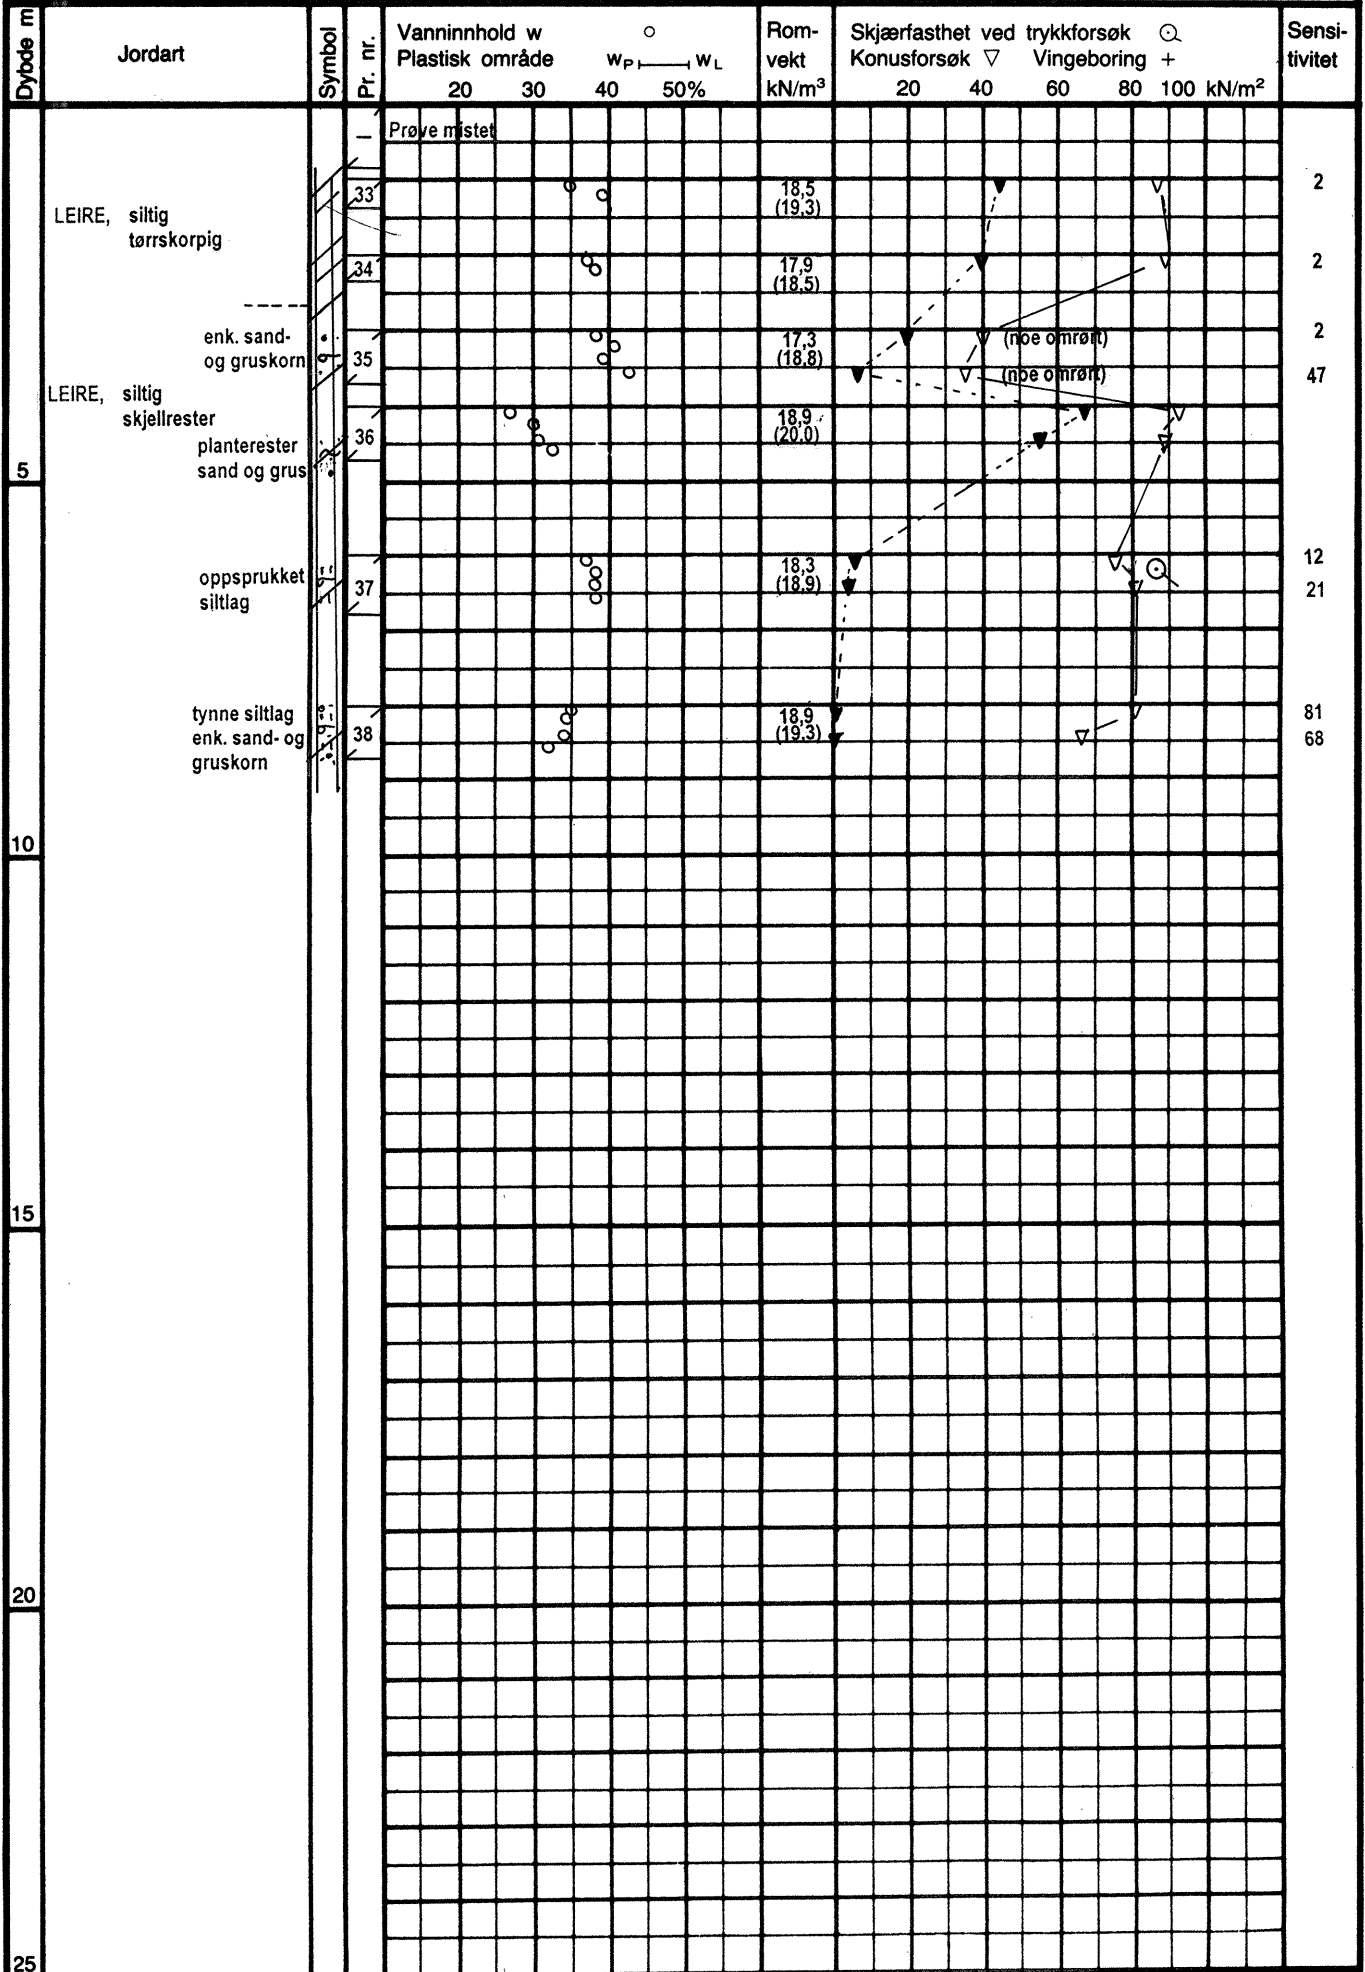 Dybde m
Jordart
Symbol
Pr. nr.
Vanninnhold w
Plastisk område wP wL
20 30 40 50%
Rom-
vekt
kN/m³
Skjærfasthet ved trykkforsøk
Konusforsøk ▽ Vingeboring +
20 40 60 80 100 kN/m²
Sensi-
tivitet
Prøve mistet
33
18,5
(19,3)
2
LEIRE, siltig
tørrskorpig
34
17,9
(18,5)
2
enk. sand-
og gruskorn
35
17,3
(18,8)
(noe omrørt)
2
(noe omrørt)
47
LEIRE, siltig
skjellrester
planterester
sand og grus
36
18,9
(20,0)
5
oppsprukket
siltlag
37
18,3
(18,9)
12
21
tynne siltlag
enk. sand- og
gruskorn
38
18,9
(19,3)
81
68
10
15
20
25